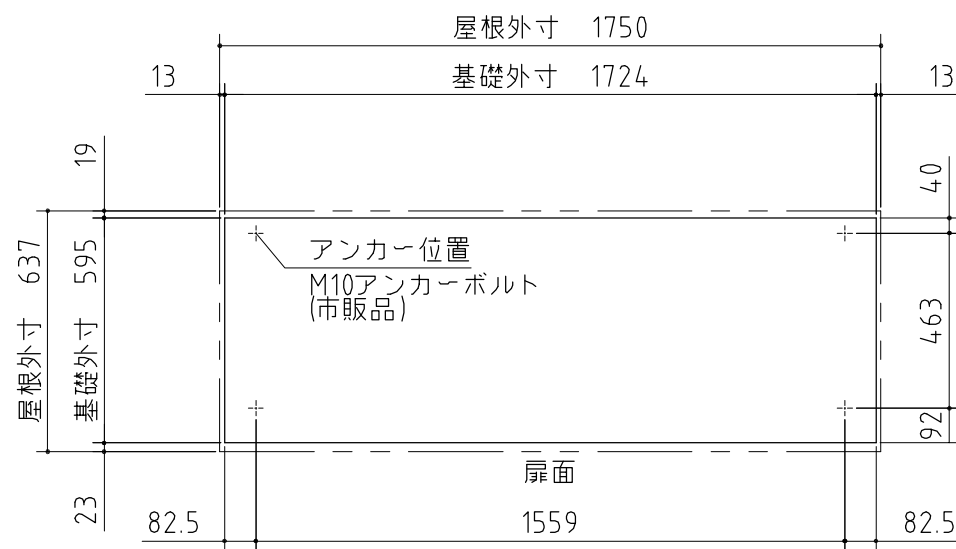 屋根外寸 1750
13 基礎外寸 1724 13
19
40
屋根外寸 637
基礎外寸 595
アンカー位置
M10アンカーボルト
(市販品)
463
92
扉面
23
82.5 1559 82.5